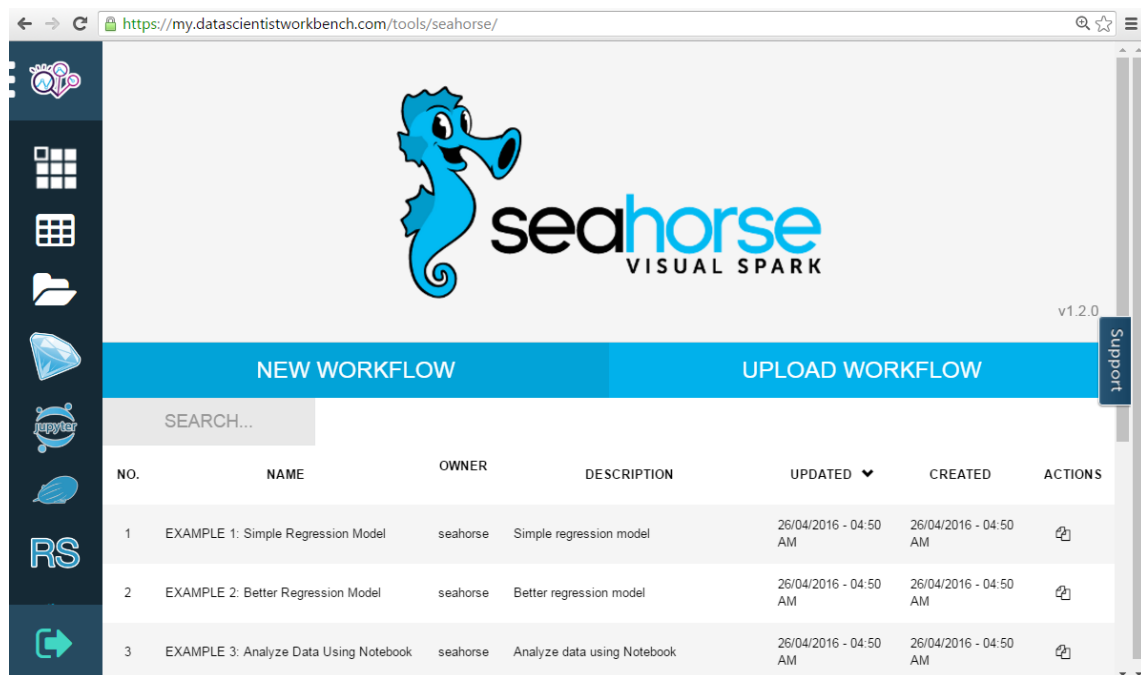 https://my.datascientistworkbench.com/tools/seahorse/
seahorse
VISUAL SPARK
v1.2.0
Support
NEW WORKFLOW UPLOAD WORKFLOW
SEARCH...
jupyter
NO. NAME OWNER DESCRIPTION UPDATED CREATED ACTIONS
1 EXAMPLE 1: Simple Regression Model seahorse Simple regression model 26/04/2016 - 04:50 AM 26/04/2016 - 04:50 AM
RS
2 EXAMPLE 2: Better Regression Model seahorse Better regression model 26/04/2016 - 04:50 AM 26/04/2016 - 04:50 AM
3 EXAMPLE 3: Analyze Data Using Notebook seahorse Analyze data using Notebook 26/04/2016 - 04:50 AM 26/04/2016 - 04:50 AM